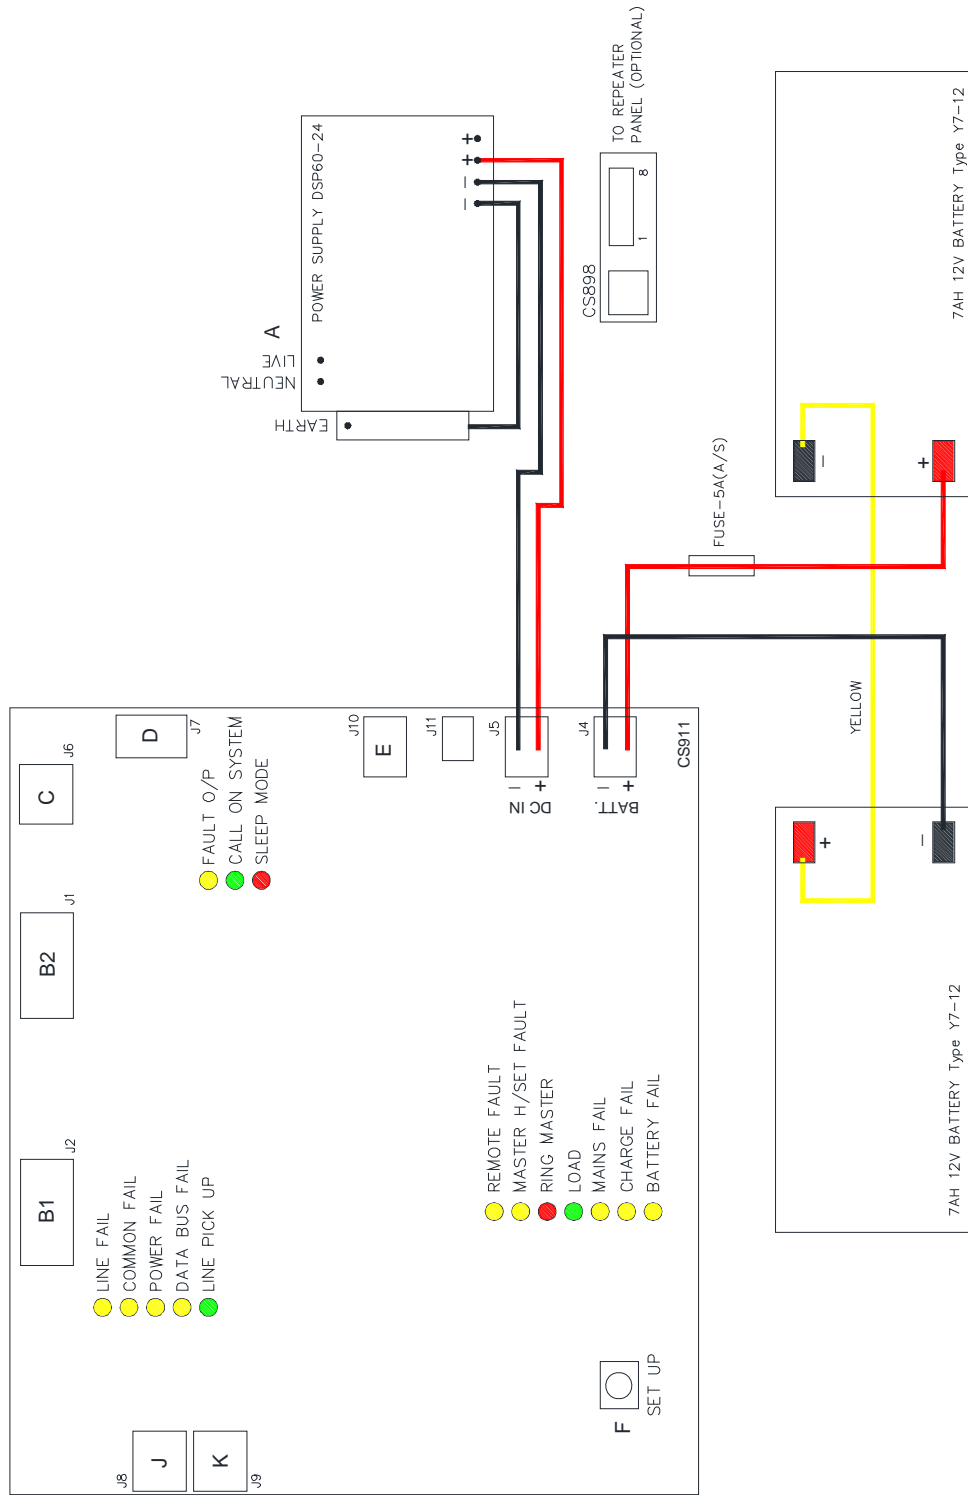 J8
J
K
J9
B1
J2
B2
J1
C
J6
D
J7
LINE FAIL
COMMON FAIL
POWER FAIL
DATA BUS FAIL
LINE PICK UP
FAULT O/P
CALL ON SYSTEM
SLEEP MODE
J10
E
J11
REMOTE FAULT
MASTER H/SET FAULT
RING MASTER
LOAD
MAINS FAIL
CHARGE FAIL
BATTERY FAIL
J5
− +
DC IN
J4
− +
BATT.
CS911
F
SET UP
EARTH
NEUTRAL
LIVE
A
POWER SUPPLY DSP60-24
− − + +
CS898
1 8
TO REPEATER
PANEL (OPTIONAL)
FUSE-5A(A/S)
YELLOW
+
−
7AH 12V BATTERY Type Y7-12
−
+
7AH 12V BATTERY Type Y7-12